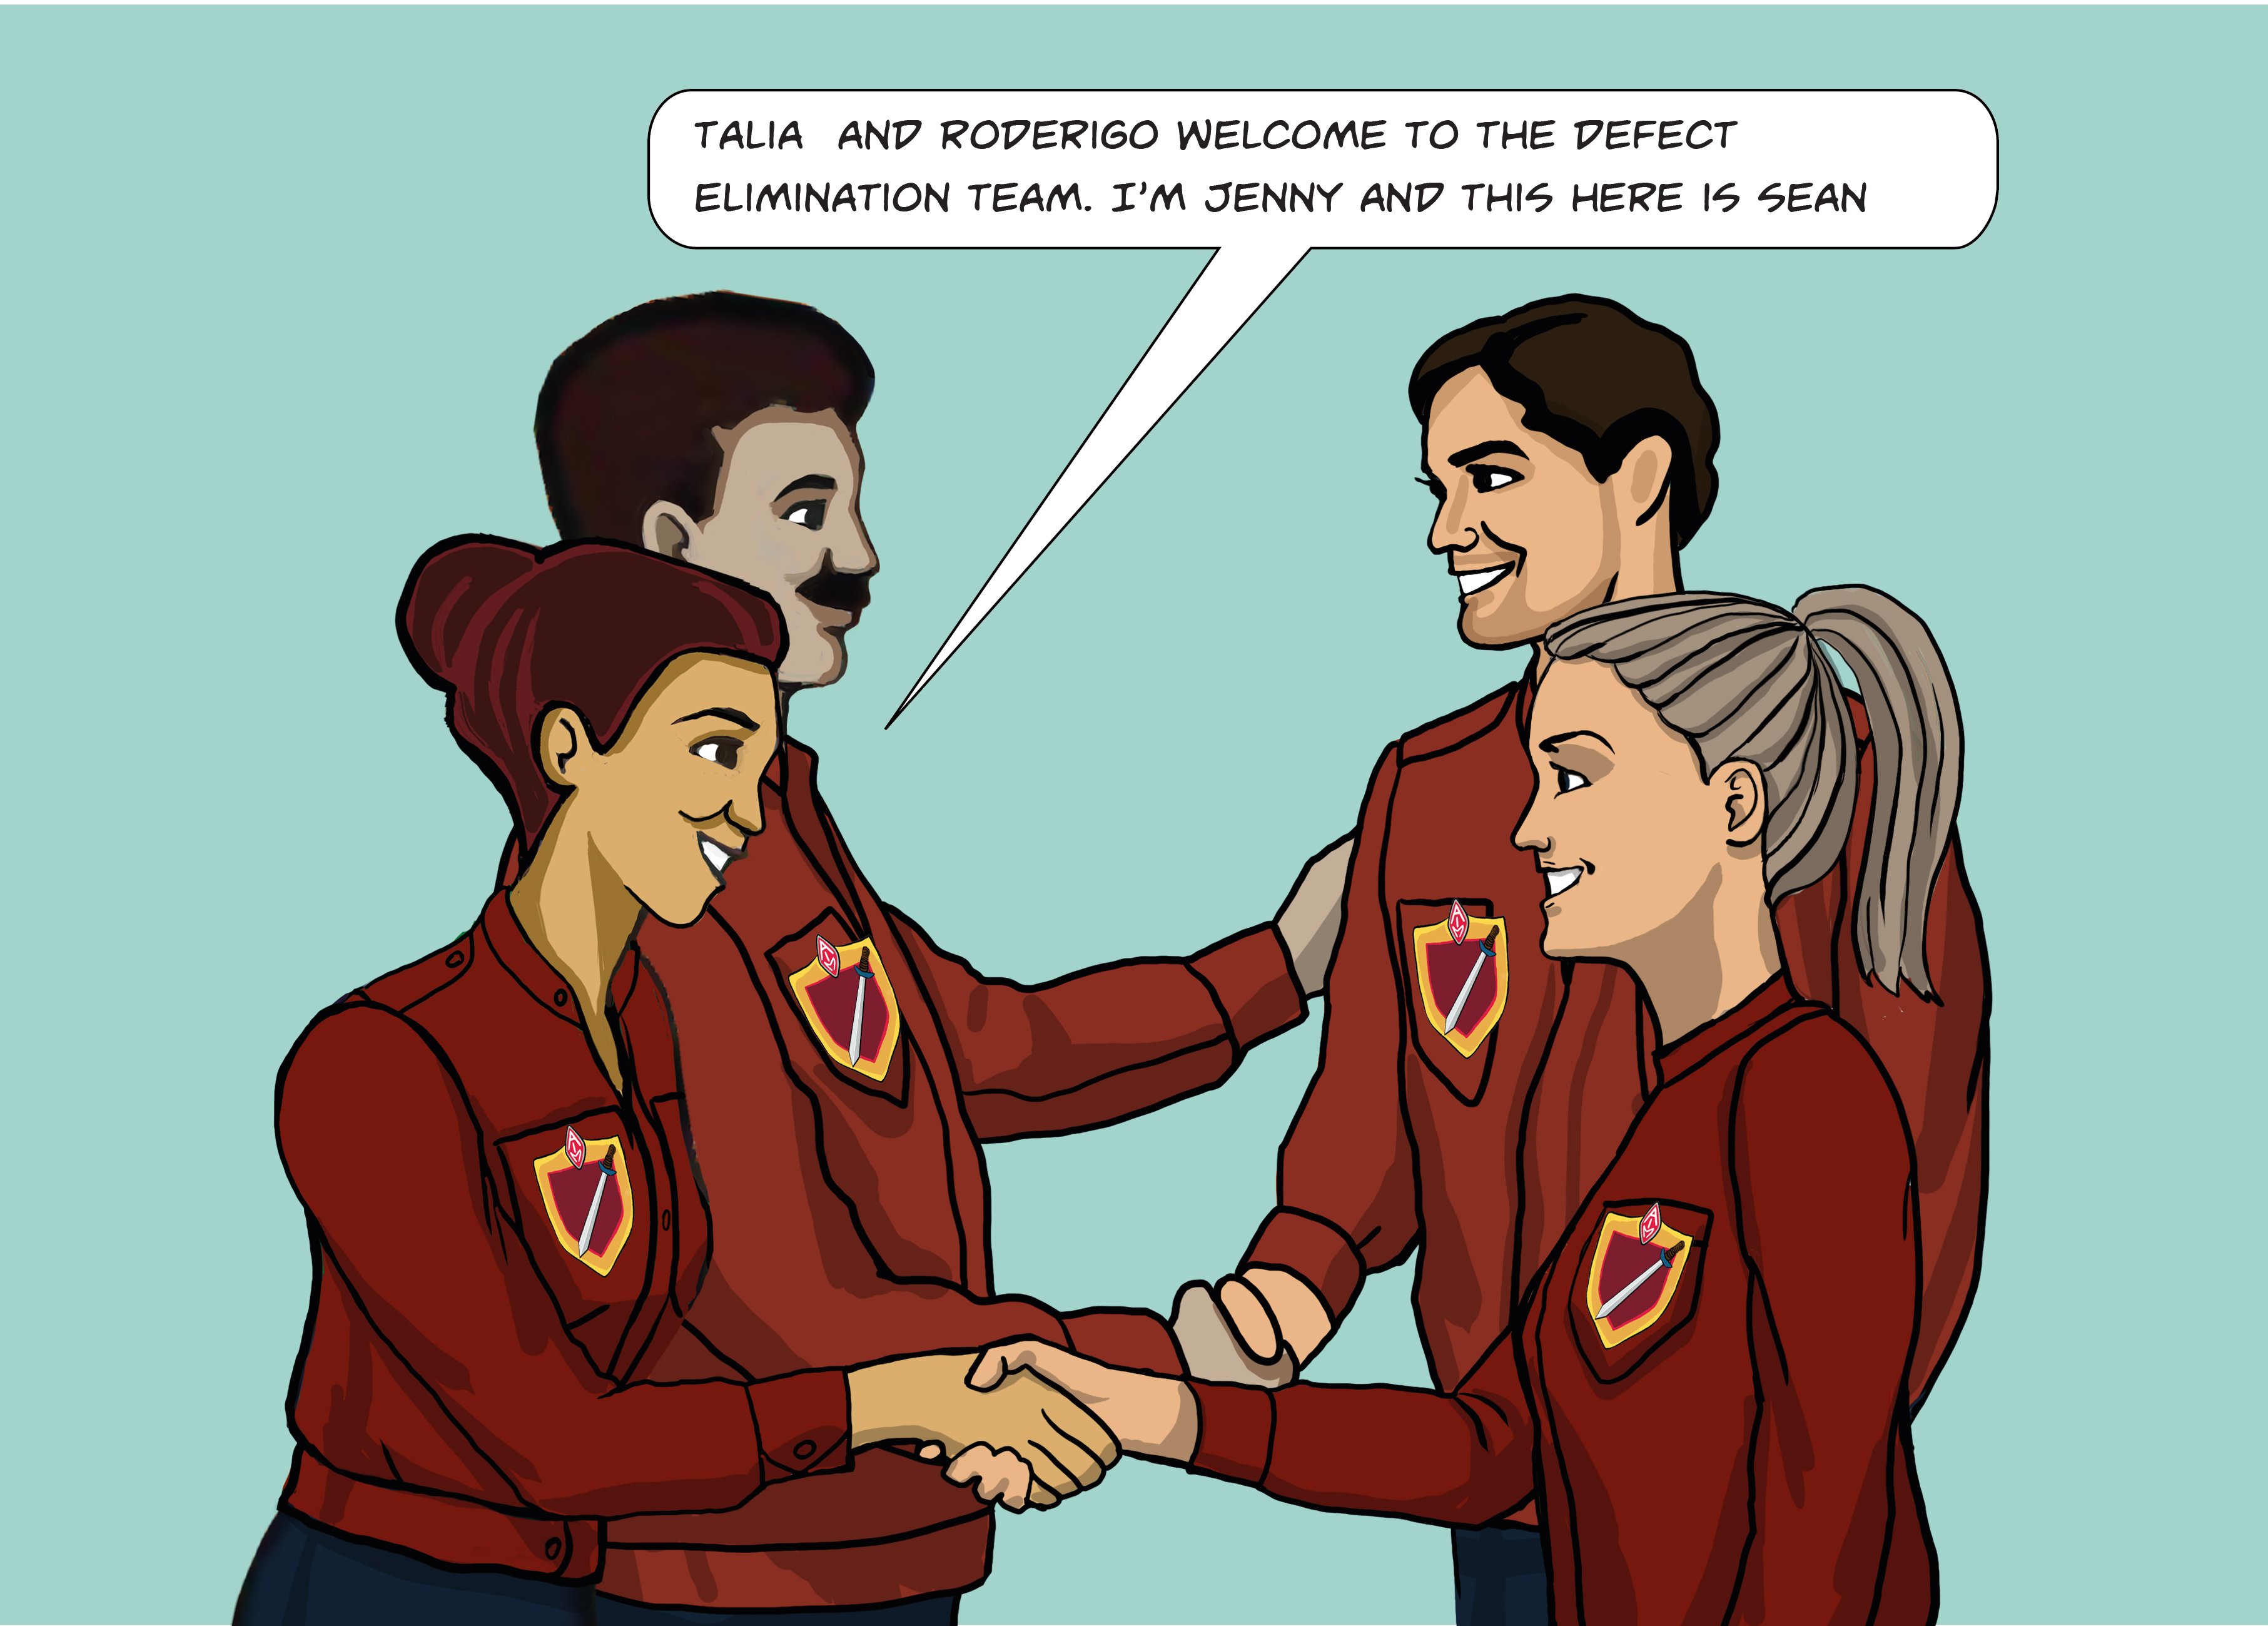 TALIA AND RODERIGO WELCOME TO THE DEFECT
ELIMINATION TEAM. I'M JENNY AND THIS HERE IS SEAN